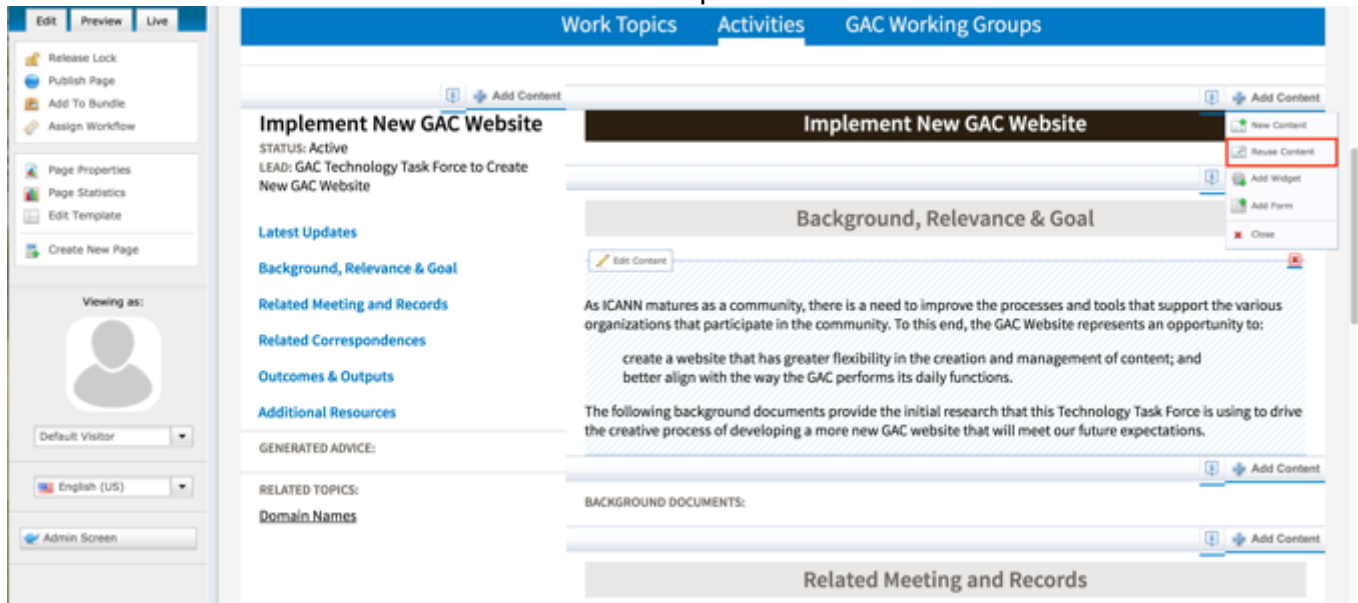 Edit Preview Live
Release Lock
Publish Page
Add To Bundle
Assign Workflow
Page Properties
Page Statistics
Edit Template
Create New Page
Viewing as:
Default Visitor
English (US)
Admin Screen
Work Topics Activities GAC Working Groups
Add Content
Implement New GAC Website
STATUS: Active
LEAD: GAC Technology Task Force to Create
New GAC Website
Latest Updates
Background, Relevance & Goal
Related Meeting and Records
Related Correspondences
Outcomes & Outputs
Additional Resources
GENERATED ADVICE:
RELATED TOPICS:
Domain Names
Add Content
New Content
Reuse Content
Add Widget
Add Form
Close
Implement New GAC Website
Background, Relevance & Goal
Edit Content
As ICANN matures as a community, there is a need to improve the processes and tools that support the various
organizations that participate in the community. To this end, the GAC Website represents an opportunity to:
create a website that has greater flexibility in the creation and management of content; and
better align with the way the GAC performs its daily functions.
The following background documents provide the initial research that this Technology Task Force is using to drive
the creative process of developing a more new GAC website that will meet our future expectations.
Add Content
BACKGROUND DOCUMENTS:
Add Content
Related Meeting and Records